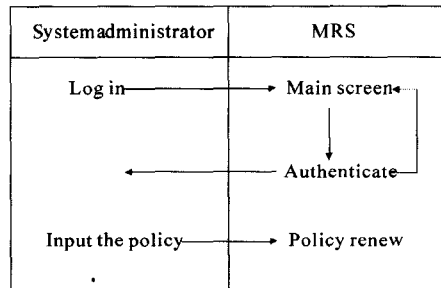 Systemadministrator MRS
Log in Main screen
Authenticate
Input the policy Policy renew